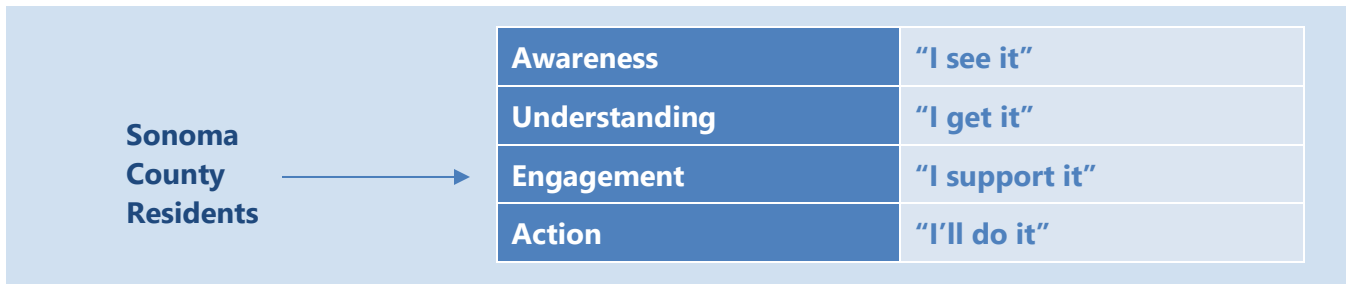 Sonoma
County
Residents
Awareness “I see it”
Understanding “I get it”
Engagement “I support it”
Action “I’ll do it”